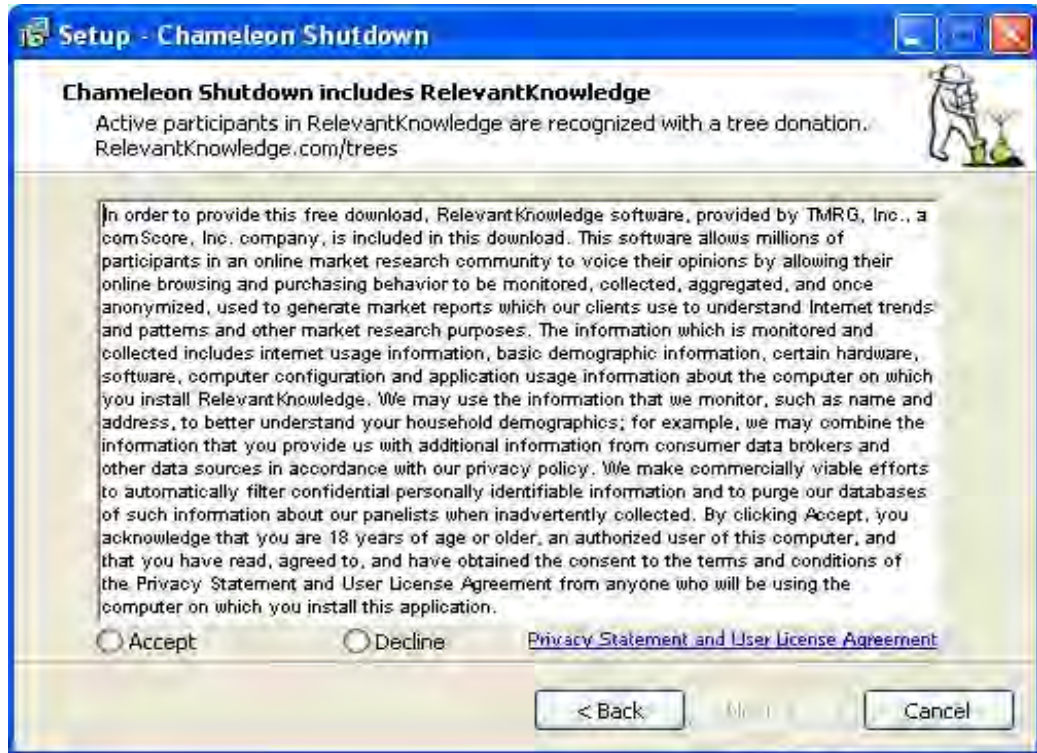 Setup - Chameleon Shutdown
Chameleon Shutdown includes RelevantKnowledge
Active participants in RelevantKnowledge are recognized with a tree donation.
RelevantKnowledge.com/trees
In order to provide this free download, RelevantKnowledge software, provided by TMRG, Inc., a
comScore, Inc. company, is included in this download. This software allows millions of
participants in an online market research community to voice their opinions by allowing their
online browsing and purchasing behavior to be monitored, collected, aggregated, and once
anonymized, used to generate market reports which our clients use to understand Internet trends
and patterns and other market research purposes. The information which is monitored and
collected includes internet usage information, basic demographic information, certain hardware,
software, computer configuration and application usage information about the computer on which
you install RelevantKnowledge. We may use the information that we monitor, such as name and
address, to better understand your household demographics; for example, we may combine the
information that you provide us with additional information from consumer data brokers and
other data sources in accordance with our privacy policy. We make commercially viable efforts
to automatically filter confidential personally identifiable information and to purge our databases
of such information about our panelists when inadvertently collected. By clicking Accept, you
acknowledge that you are 18 years of age or older, an authorized user of this computer, and
that you have read, agreed to, and have obtained the consent to the terms and conditions of
the Privacy Statement and User License Agreement from anyone who will be using the
computer on which you install this application.
Accept Decline Privacy Statement and User License Agreement
< Back Cancel